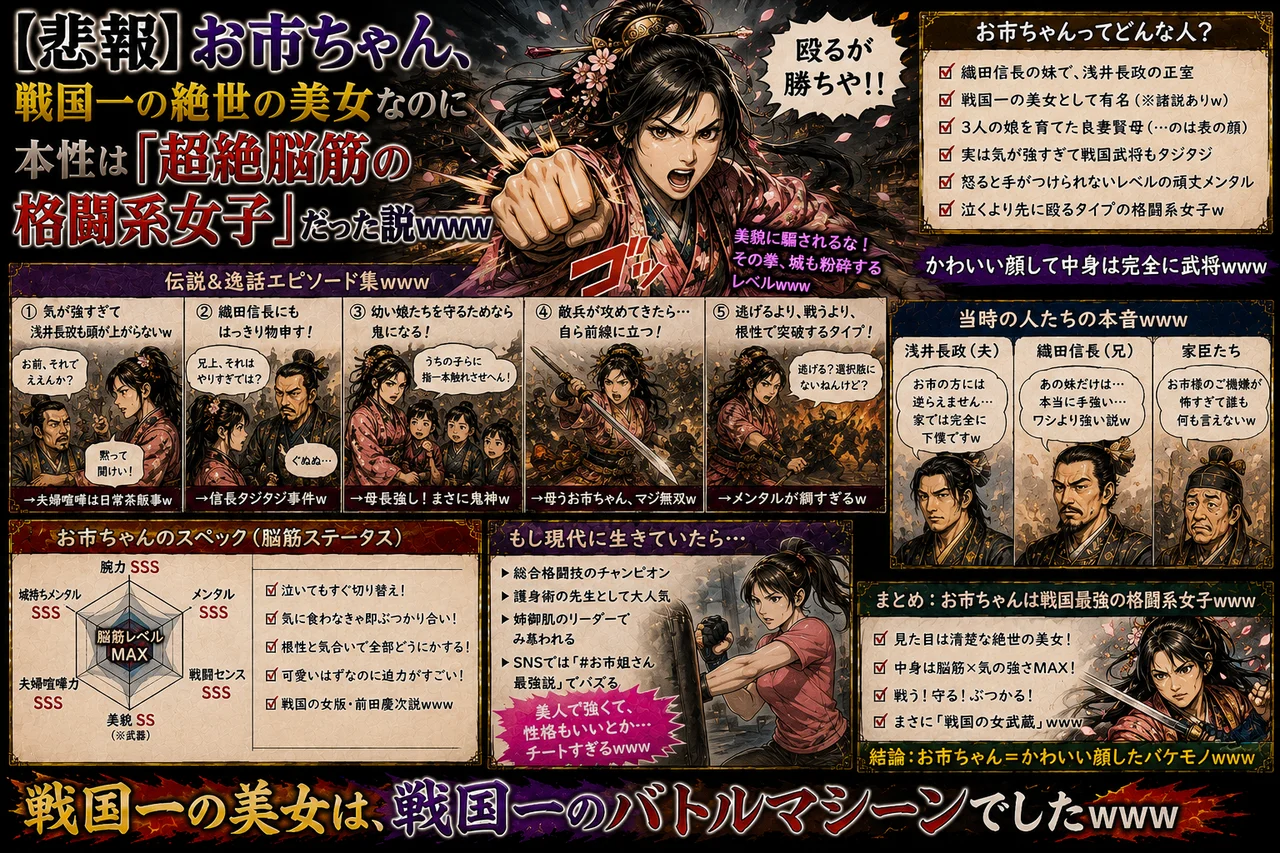 【悲報】お市ちゃん、
戦国一の絶世の美女なのに
本性は「超絶脳筋の
格闘系女子」だった説www
殴るが
勝ちや!!
ゴッ
美貌に騙されるな!
その拳、城も粉砕する
レベルwww
お市ちゃんってどんな人?
織田信長の妹で、浅井長政の正室
戦国一の美女として有名(※諸説ありw)
3人の娘を育てた良妻賢母(…のは表の顔)
実は気が強すぎて戦国武将もタジタジ
怒ると手がつけられないレベルの頑丈メンタル
泣くより先に殴るタイプの格闘系女子w
かわいい顔して中身は完全に武将www
伝説&逸話エピソード集www
① 気が強すぎて
浅井長政も頭が上がらないw
お前、それで
ええんか?
黙って
聞けい!
→夫婦喧嘩は日常茶飯事w
② 織田信長にも
はっきり物申す!
兄上、それは
やりすぎでは?
ぐぬぬ…
→信長タジタジ事件w
③ 幼い娘たちを守るためなら
鬼になる!
うちの子らに
指一本触れさせへん!
→母長強し!まさに鬼神w
④ 敵兵が攻めてきたら…
自ら前線に立つ!
→母うお市ちゃん、マジ無双w
⑤ 逃げるより、戦うより、
根性で突破するタイプ!
逃げる?選択肢に
ないねんけど?
→メンタルが鋼すぎるw
当時の人たちの本音www
浅井長政(夫)
お市の方には
逆らえません…
家では完全に
下僕ですw
織田信長(兄)
あの妹だけは…
本当に手強い…
ワシより強い説w
家臣たち
お市様のご機嫌が
怖すぎて誰も
何も言えないw
お市ちゃんのスペック(脳筋ステータス)
腕力 SSS
メンタル
SSS
戦闘センス
SSS
美貌 SS
(※武器)
夫婦喧嘩力
SSS
城持ちメンタル
SSS
脳筋レベル
MAX
泣いてもすぐ切り替え!
気に食わなきゃ即ぶつかり合い!
根性と気合いで全部どうにかする!
可愛いはずなのに迫力がすごい!
戦国の女版・前田慶次説www
もし現代に生きていたら…
▶総合格闘技のチャンピオン
▶護身術の先生として大人気
▶姉御肌のリーダーで
み慕われる
▶SNSでは「#お市姐さん
最強説」でバズる
美人で強くて、
性格もいいとか…
チートすぎるwww
まとめ:お市ちゃんは戦国最強の格闘系女子www
見た目は清楚な絶世の美女!
中身は脳筋×気の強さMAX!
戦う!守る!ぶつかる!
まさに「戦国の女武蔵」www
結論:お市ちゃん=かわいい顔したバケモノwww
戦国一の美女は、戦国一のバトルマシーンでしたwww